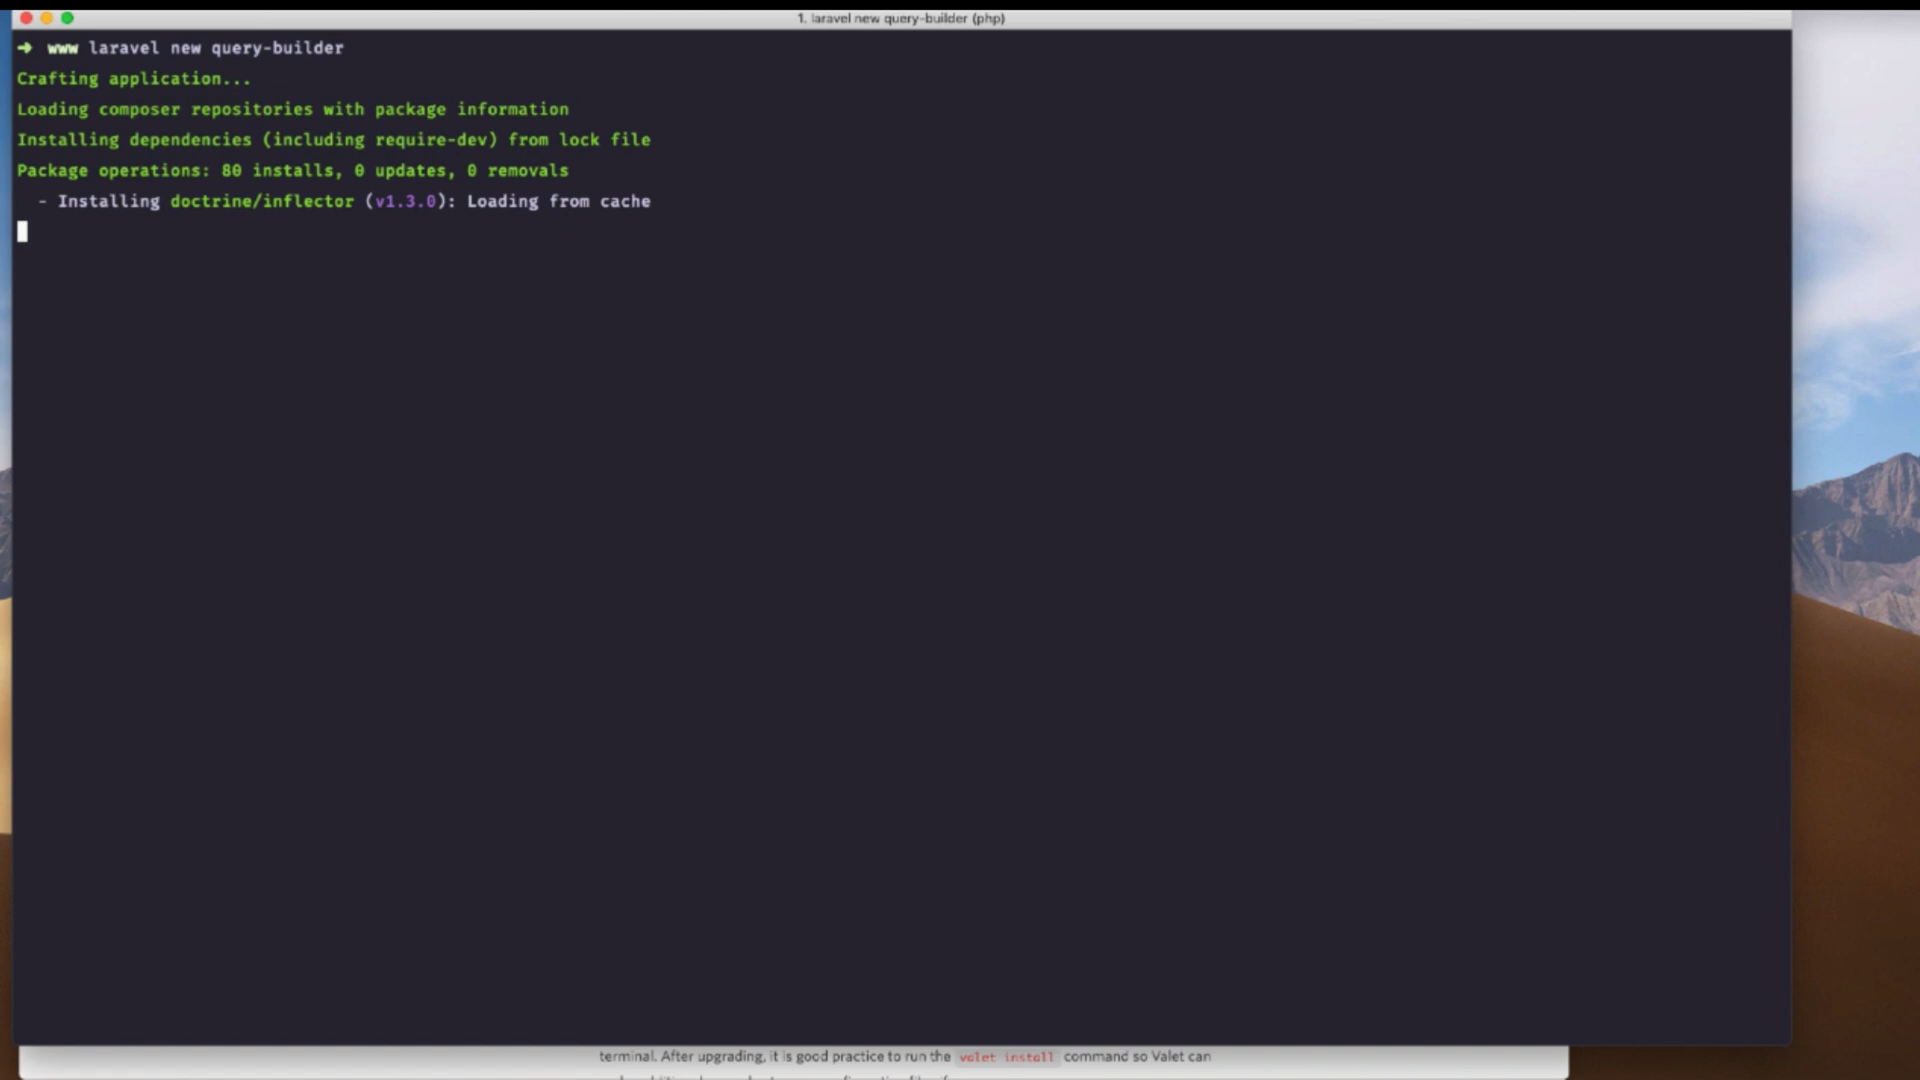 1. laravel new query-builder (php)
➜ www laravel new query-builder
Crafting application...
Loading composer repositories with package information
Installing dependencies (including require-dev) from lock file
Package operations: 80 installs, 0 updates, 0 removals
- Installing doctrine/inflector (v1.3.0): Loading from cache
terminal. After upgrading, it is good practice to run the valet install command so Valet can